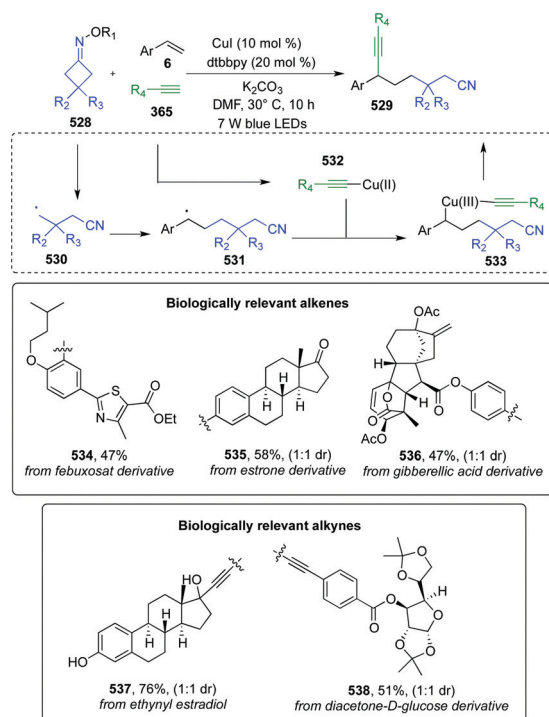 N OR₁
R₂ R₃
528
+
Ar
6
R₄
365
CuI (10 mol %)
dtbbpy (20 mol %)
K₂CO₃
DMF, 30° C, 10 h
7 W blue LEDs
R₄
Ar CN
R₂ R₃
529
532
R₄ Cu(II)
CN
R₂ R₃
530
Ar CN
R₂ R₃
531
Cu(III) R₄
Ar CN
R₂ R₃
533
Biologically relevant alkenes
O N S O OEt
534, 47%
from febuxosat derivative
O H H H
535, 58%, (1:1 dr)
from estrone derivative
OAc H O O O H AcO
536, 47%, (1:1 dr)
from gibberellic acid derivative
Biologically relevant alkynes
HO H H H HO
537, 76%, (1:1 dr)
from ethynyl estradiol
O O O O H O O O
538, 51%, (1:1 dr)
from diacetone-D-glucose derivative